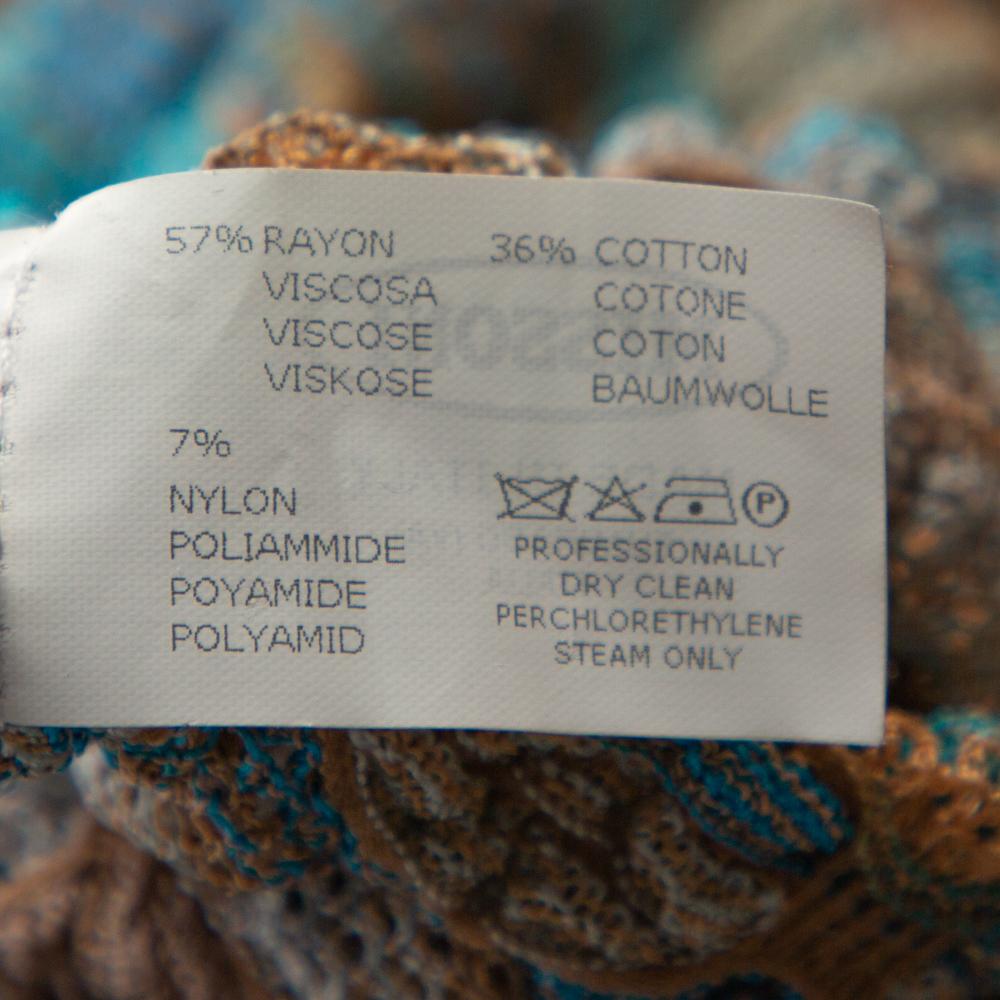 57% RAYON
VISCOSA
VISCOSE
VISKOSE
36% COTTON
COTONE
COTON
BAUMWOLLE
7%
NYLON
POLIAMMIDE
POYAMIDE
POLYAMID
P
PROFESSIONALLY
DRY CLEAN
PERCHLORETHYLENE
STEAM ONLY